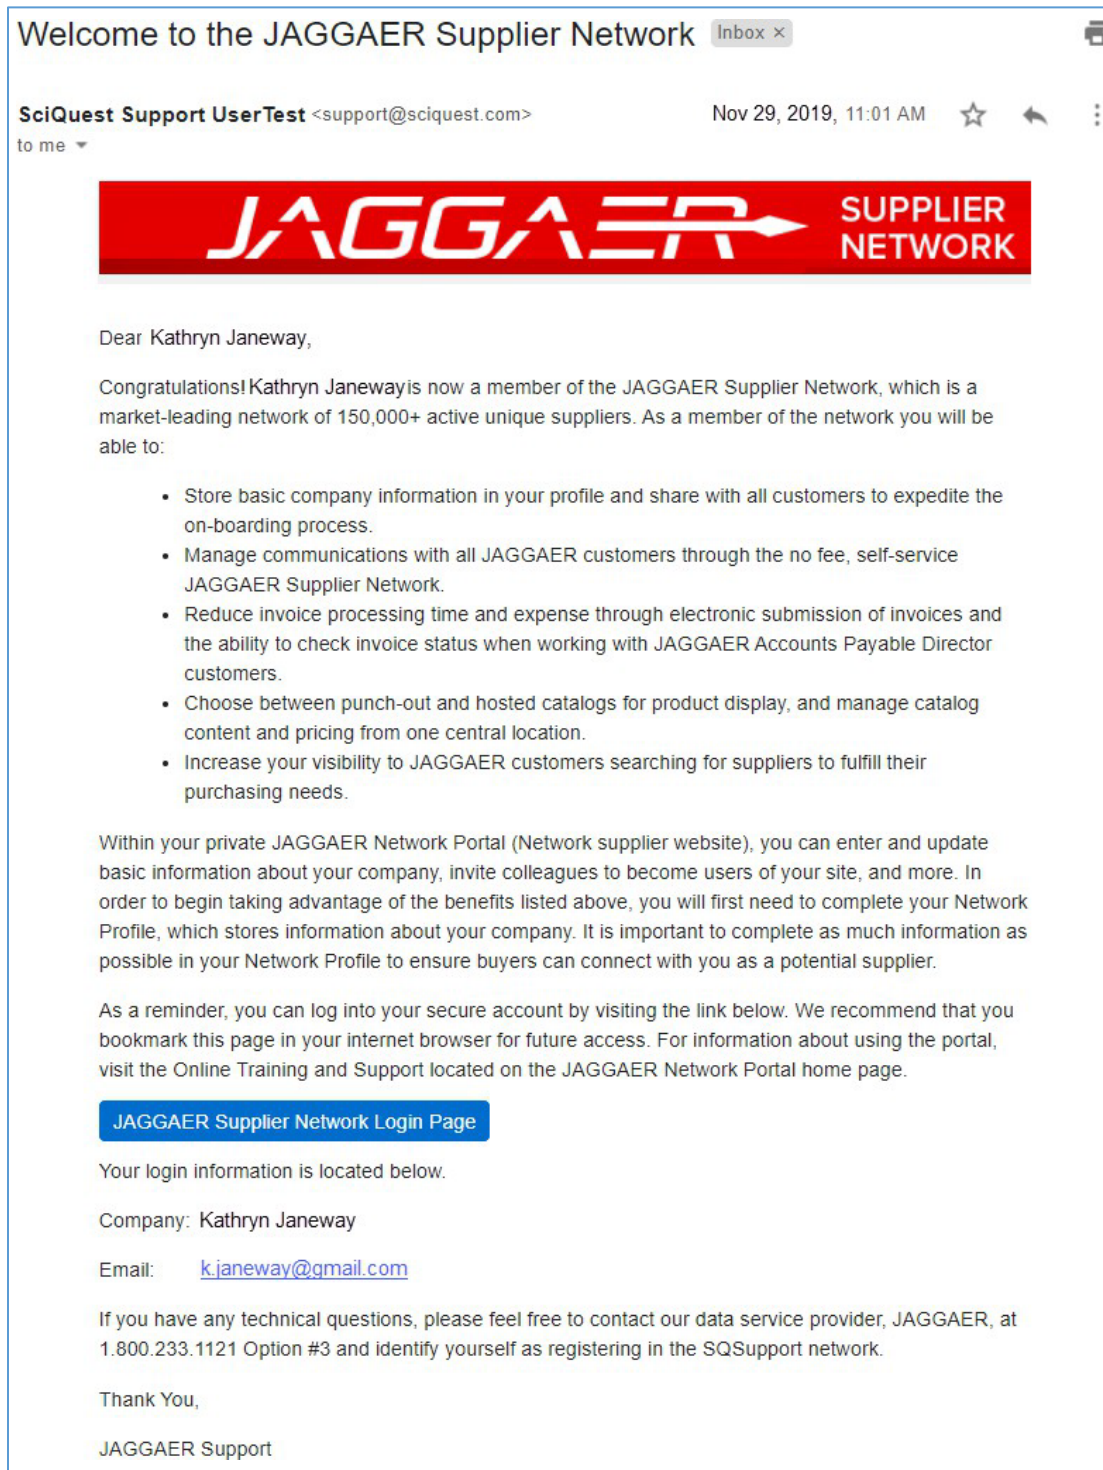 Welcome to the JAGGAER Supplier Network Inbox ×
SciQuest Support UserTest <support@sciquest.com> Nov 29, 2019, 11:01 AM
to me
JAGGAER SUPPLIER
NETWORK
Dear Kathryn Janeway,
Congratulations! Kathryn Janeway is now a member of the JAGGAER Supplier Network, which is a
market-leading network of 150,000+ active unique suppliers. As a member of the network you will be
able to:
• Store basic company information in your profile and share with all customers to expedite the
on-boarding process.
• Manage communications with all JAGGAER customers through the no fee, self-service
JAGGAER Supplier Network.
• Reduce invoice processing time and expense through electronic submission of invoices and
the ability to check invoice status when working with JAGGAER Accounts Payable Director
customers.
• Choose between punch-out and hosted catalogs for product display, and manage catalog
content and pricing from one central location.
• Increase your visibility to JAGGAER customers searching for suppliers to fulfill their
purchasing needs.
Within your private JAGGAER Network Portal (Network supplier website), you can enter and update
basic information about your company, invite colleagues to become users of your site, and more. In
order to begin taking advantage of the benefits listed above, you will first need to complete your Network
Profile, which stores information about your company. It is important to complete as much information as
possible in your Network Profile to ensure buyers can connect with you as a potential supplier.
As a reminder, you can log into your secure account by visiting the link below. We recommend that you
bookmark this page in your internet browser for future access. For information about using the portal,
visit the Online Training and Support located on the JAGGAER Network Portal home page.
JAGGAER Supplier Network Login Page
Your login information is located below.
Company: Kathryn Janeway
Email: k.janeway@gmail.com
If you have any technical questions, please feel free to contact our data service provider, JAGGAER, at
1.800.233.1121 Option #3 and identify yourself as registering in the SQSupport network.
Thank You,
JAGGAER Support